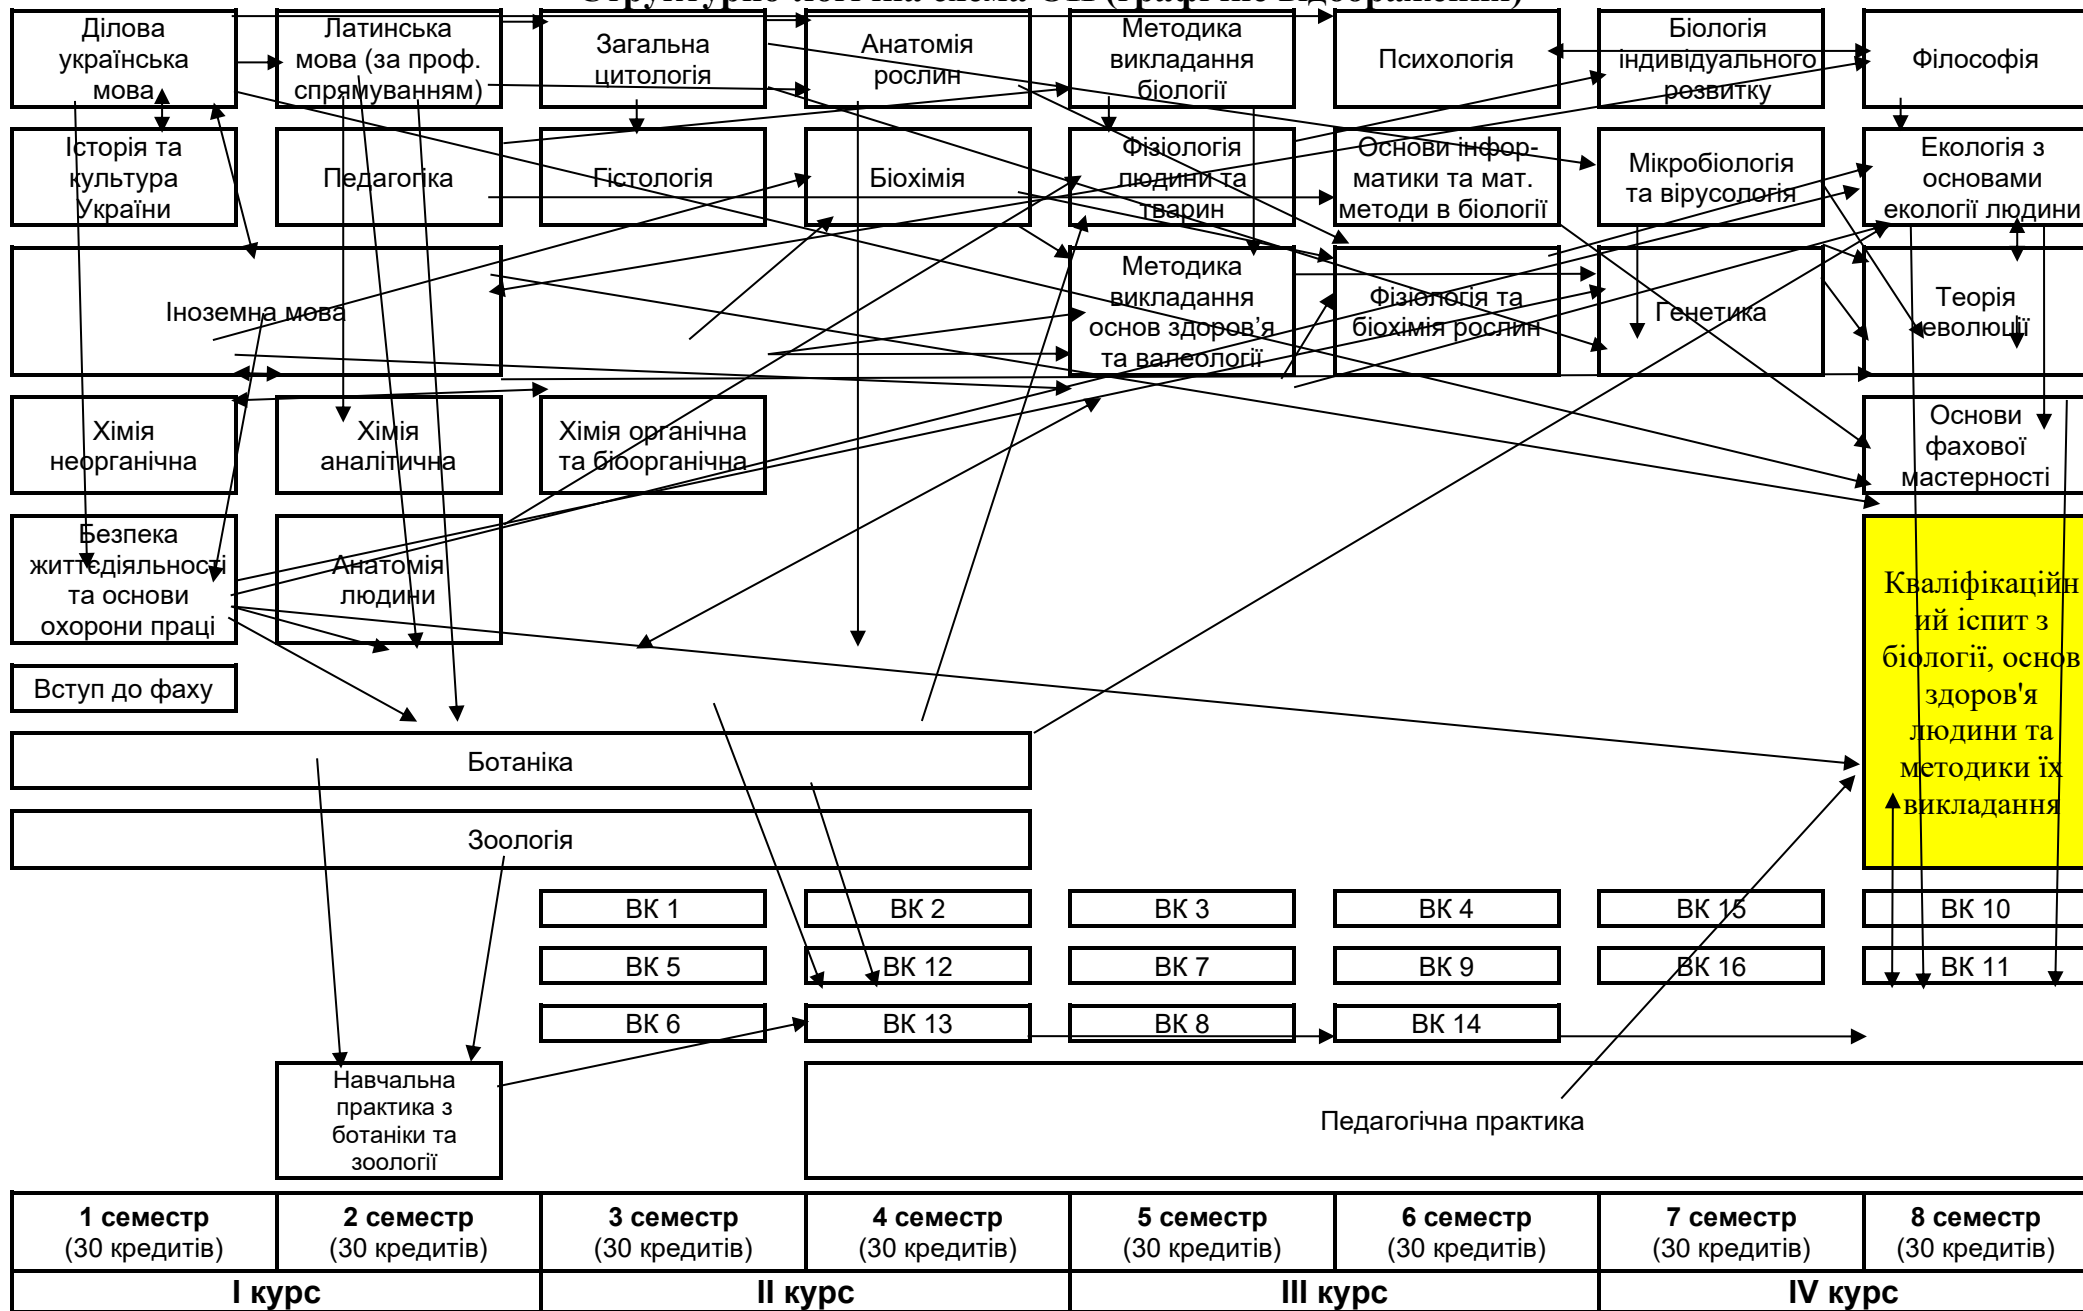 Структурно-логічна схема ОП (графічне відображення)
Ділова
українська
мова
Латинська
мова (за проф.
спрямуванням)
Загальна
цитологія
Анатомія
рослин
Методика
викладання
біології
Психологія
Біологія
індивідуального
розвитку
Філософія
Історія та
культура
України
Педагогіка
Гістологія
Біохімія
Фізіологія
людини та
тварин
Основи інфор-
матики та мат.
методи в біології
Мікробіологія
та вірусологія
Екологія з
основами
екології людини
Іноземна мова
Методика
викладання
основ здоров’я
та валеології
Фізіологія та
біохімія рослин
Генетика
Теорія
еволюції
Хімія
неорганічна
Хімія
аналітична
Хімія органічна
та біоорганічна
Основи
фахової
мастерності
Безпека
життєдіяльності
та основи
охорони праці
Анатомія
людини
Кваліфікаційн
ий іспит з
біології, основ
здоров'я
людини та
методики їх
викладання
Вступ до фаху
Ботаніка
Зоологія
ВК 1
ВК 2
ВК 3
ВК 4
ВК 15
ВК 10
ВК 5
ВК 12
ВК 7
ВК 9
ВК 16
ВК 11
ВК 6
ВК 13
ВК 8
ВК 14
Навчальна
практика з
ботаніки та
зоології
Педагогічна практика
1 семестр
(30 кредитів)
2 семестр
(30 кредитів)
3 семестр
(30 кредитів)
4 семестр
(30 кредитів)
5 семестр
(30 кредитів)
6 семестр
(30 кредитів)
7 семестр
(30 кредитів)
8 семестр
(30 кредитів)
I курс
II курс
III курс
IV курс